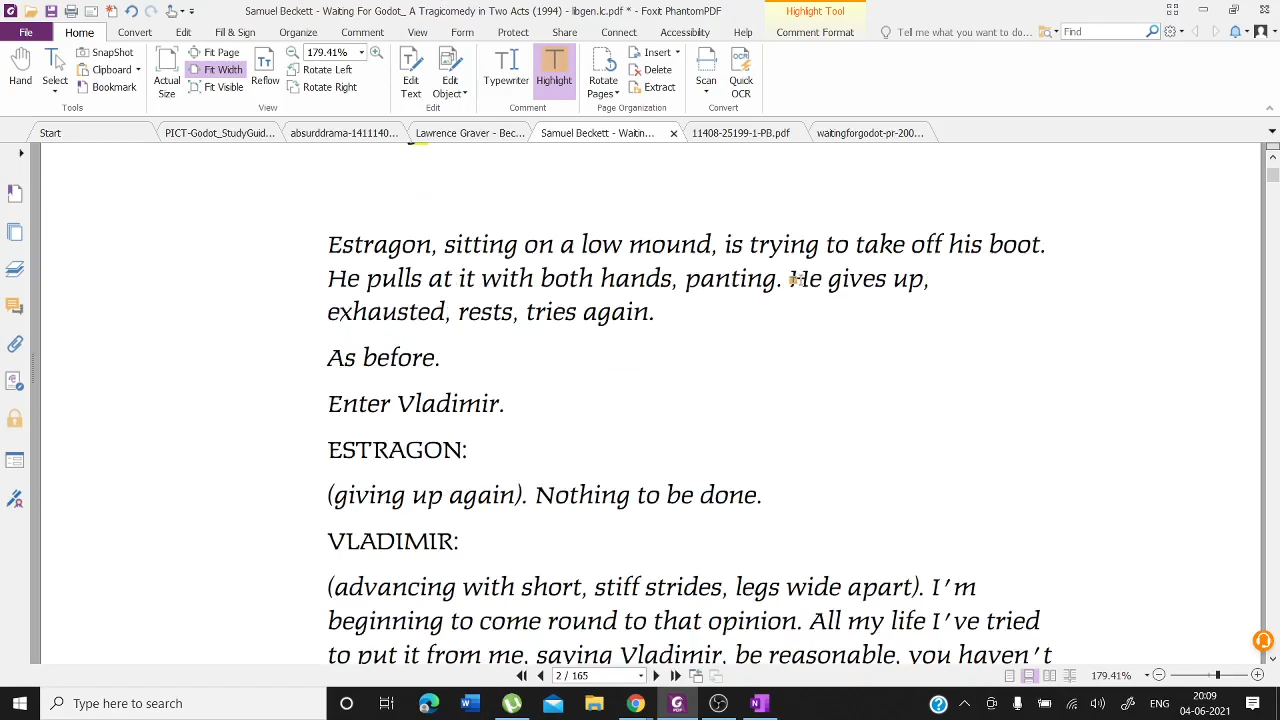 Samuel Beckett - Waiting For Godot_ A Tragicomedy in Two Acts (1994) - libgen.lc.pdf * - Foxit PhantomPDF
Highlight Tool
File Home Convert Edit Fill & Sign Organize Comment View Form Protect Share Connect Accessibility Help Comment Format Tell me what you want to do... Find
SnapShot
Clipboard
Bookmark
Hand
Select
Actual Size
Fit Page
Fit Width
Fit Visible
Reflow
179.41%
Rotate Left
Rotate Right
Edit Text
Edit Object
Typewriter
Highlight
Rotate Pages
Insert
Delete
Extract
Scan
Quick OCR
Tools View Edit Comment Page Organization Convert
Start PICT-Godot_StudyGuid... absurddrama-1411140... Lawrence Graver - Bec... Samuel Beckett - Waitin... 11408-25199-1-PB.pdf waitingforgodot-pr-200...
Estragon, sitting on a low mound, is trying to take off his boot.
He pulls at it with both hands, panting. He gives up,
exhausted, rests, tries again.
As before.
Enter Vladimir.
ESTRAGON:
(giving up again). Nothing to be done.
VLADIMIR:
(advancing with short, stiff strides, legs wide apart). I'm
beginning to come round to that opinion. All my life I've tried
to put it from me, saying Vladimir, be reasonable, you haven't
2 / 165
179.41%
Type here to search
ENG
20:09
04-06-2021